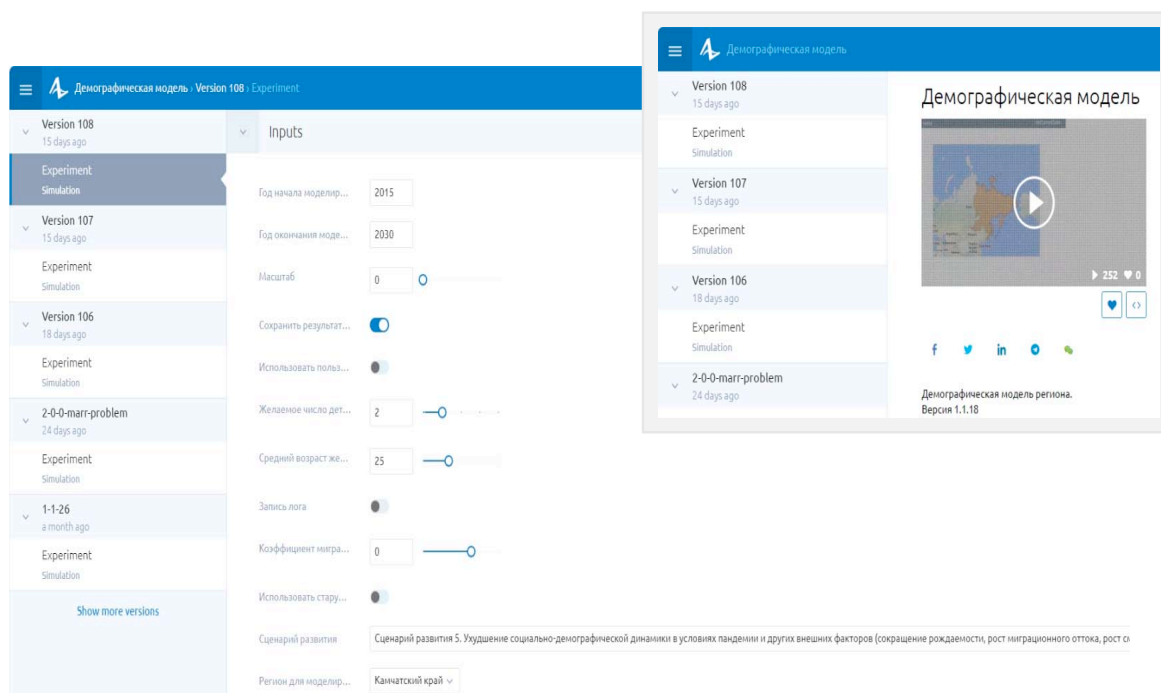 Демографическая модель › Version 108 › Experiment
Version 108
15 days ago
Experiment
Simulation
Version 107
15 days ago
Experiment
Simulation
Version 106
18 days ago
Experiment
Simulation
2-0-0-marr-problem
24 days ago
Experiment
Simulation
1-1-26
a month ago
Experiment
Simulation
Show more versions
Inputs
Год начала моделир... 2015
Год окончания моде... 2030
Масштаб 0
Сохранить результат...
Использовать польз...
Желаемое число дет... 2
Средний возраст же... 25
Запись лога
Коэффициент мигра... 0
Использовать стару...
Сценарий развития Сценарий развития 5. Ухудшение социально-демографической динамики в условиях пандемии и других внешних факторов (сокращение рождаемости, рост миграционного оттока, рост
Регион для моделир... Камчатский край
Демографическая модель
Version 108
15 days ago
Experiment
Simulation
Version 107
15 days ago
Experiment
Simulation
Version 106
18 days ago
Experiment
Simulation
2-0-0-marr-problem
24 days ago
Демографическая модель
252 0
Демографическая модель региона.
Версия 1.1.18